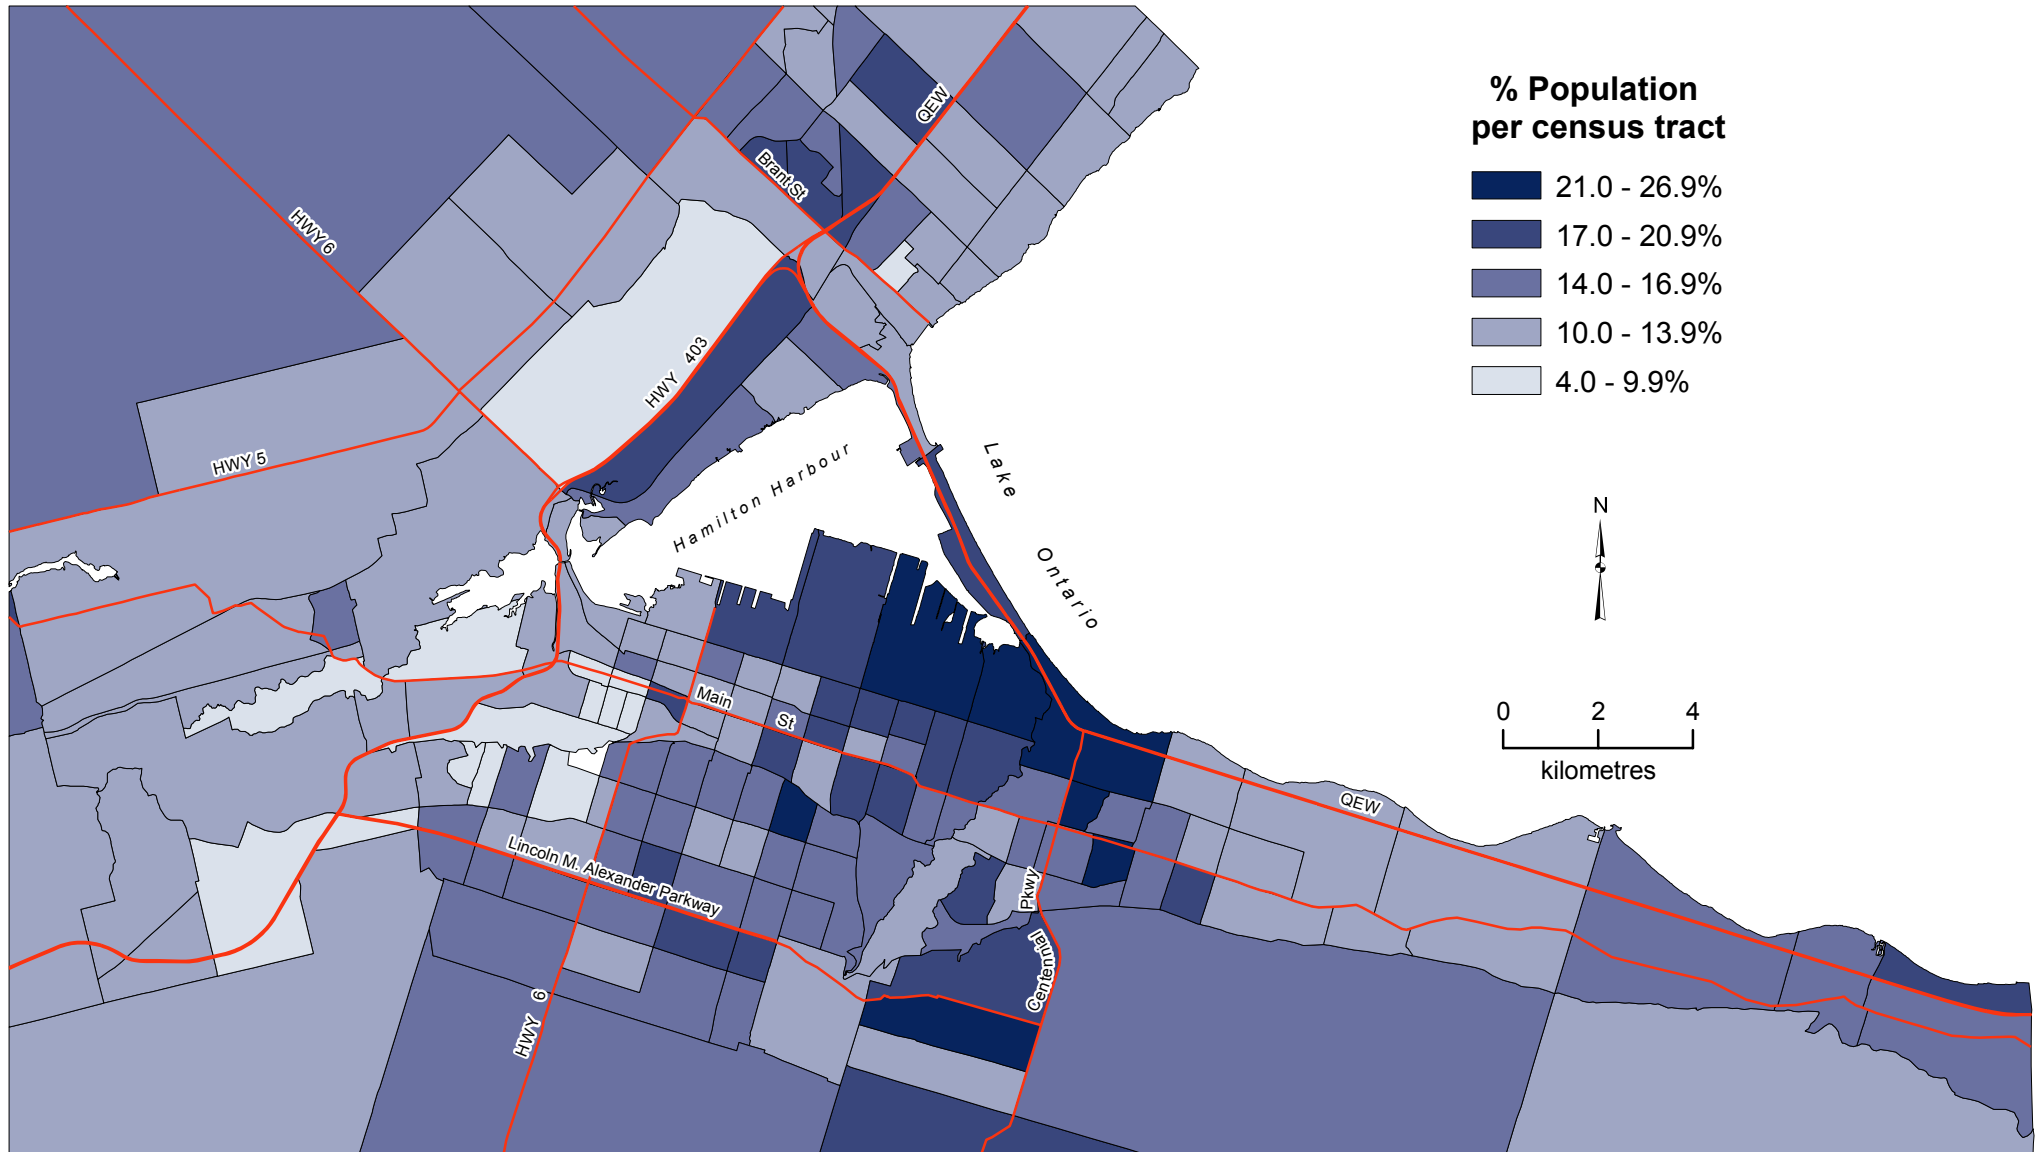 % Population
per census tract
21.0 - 26.9%
17.0 - 20.9%
14.0 - 16.9%
10.0 - 13.9%
4.0 - 9.9%
QEW
Brant St
HWY 6
HWY 403
HWY 5
Hamilton Harbour
Lake
Ontario
N
Main St
0 2 4
kilometres
QEW
Lincoln M. Alexander Parkway
Centennial Pkwy
HWY 6